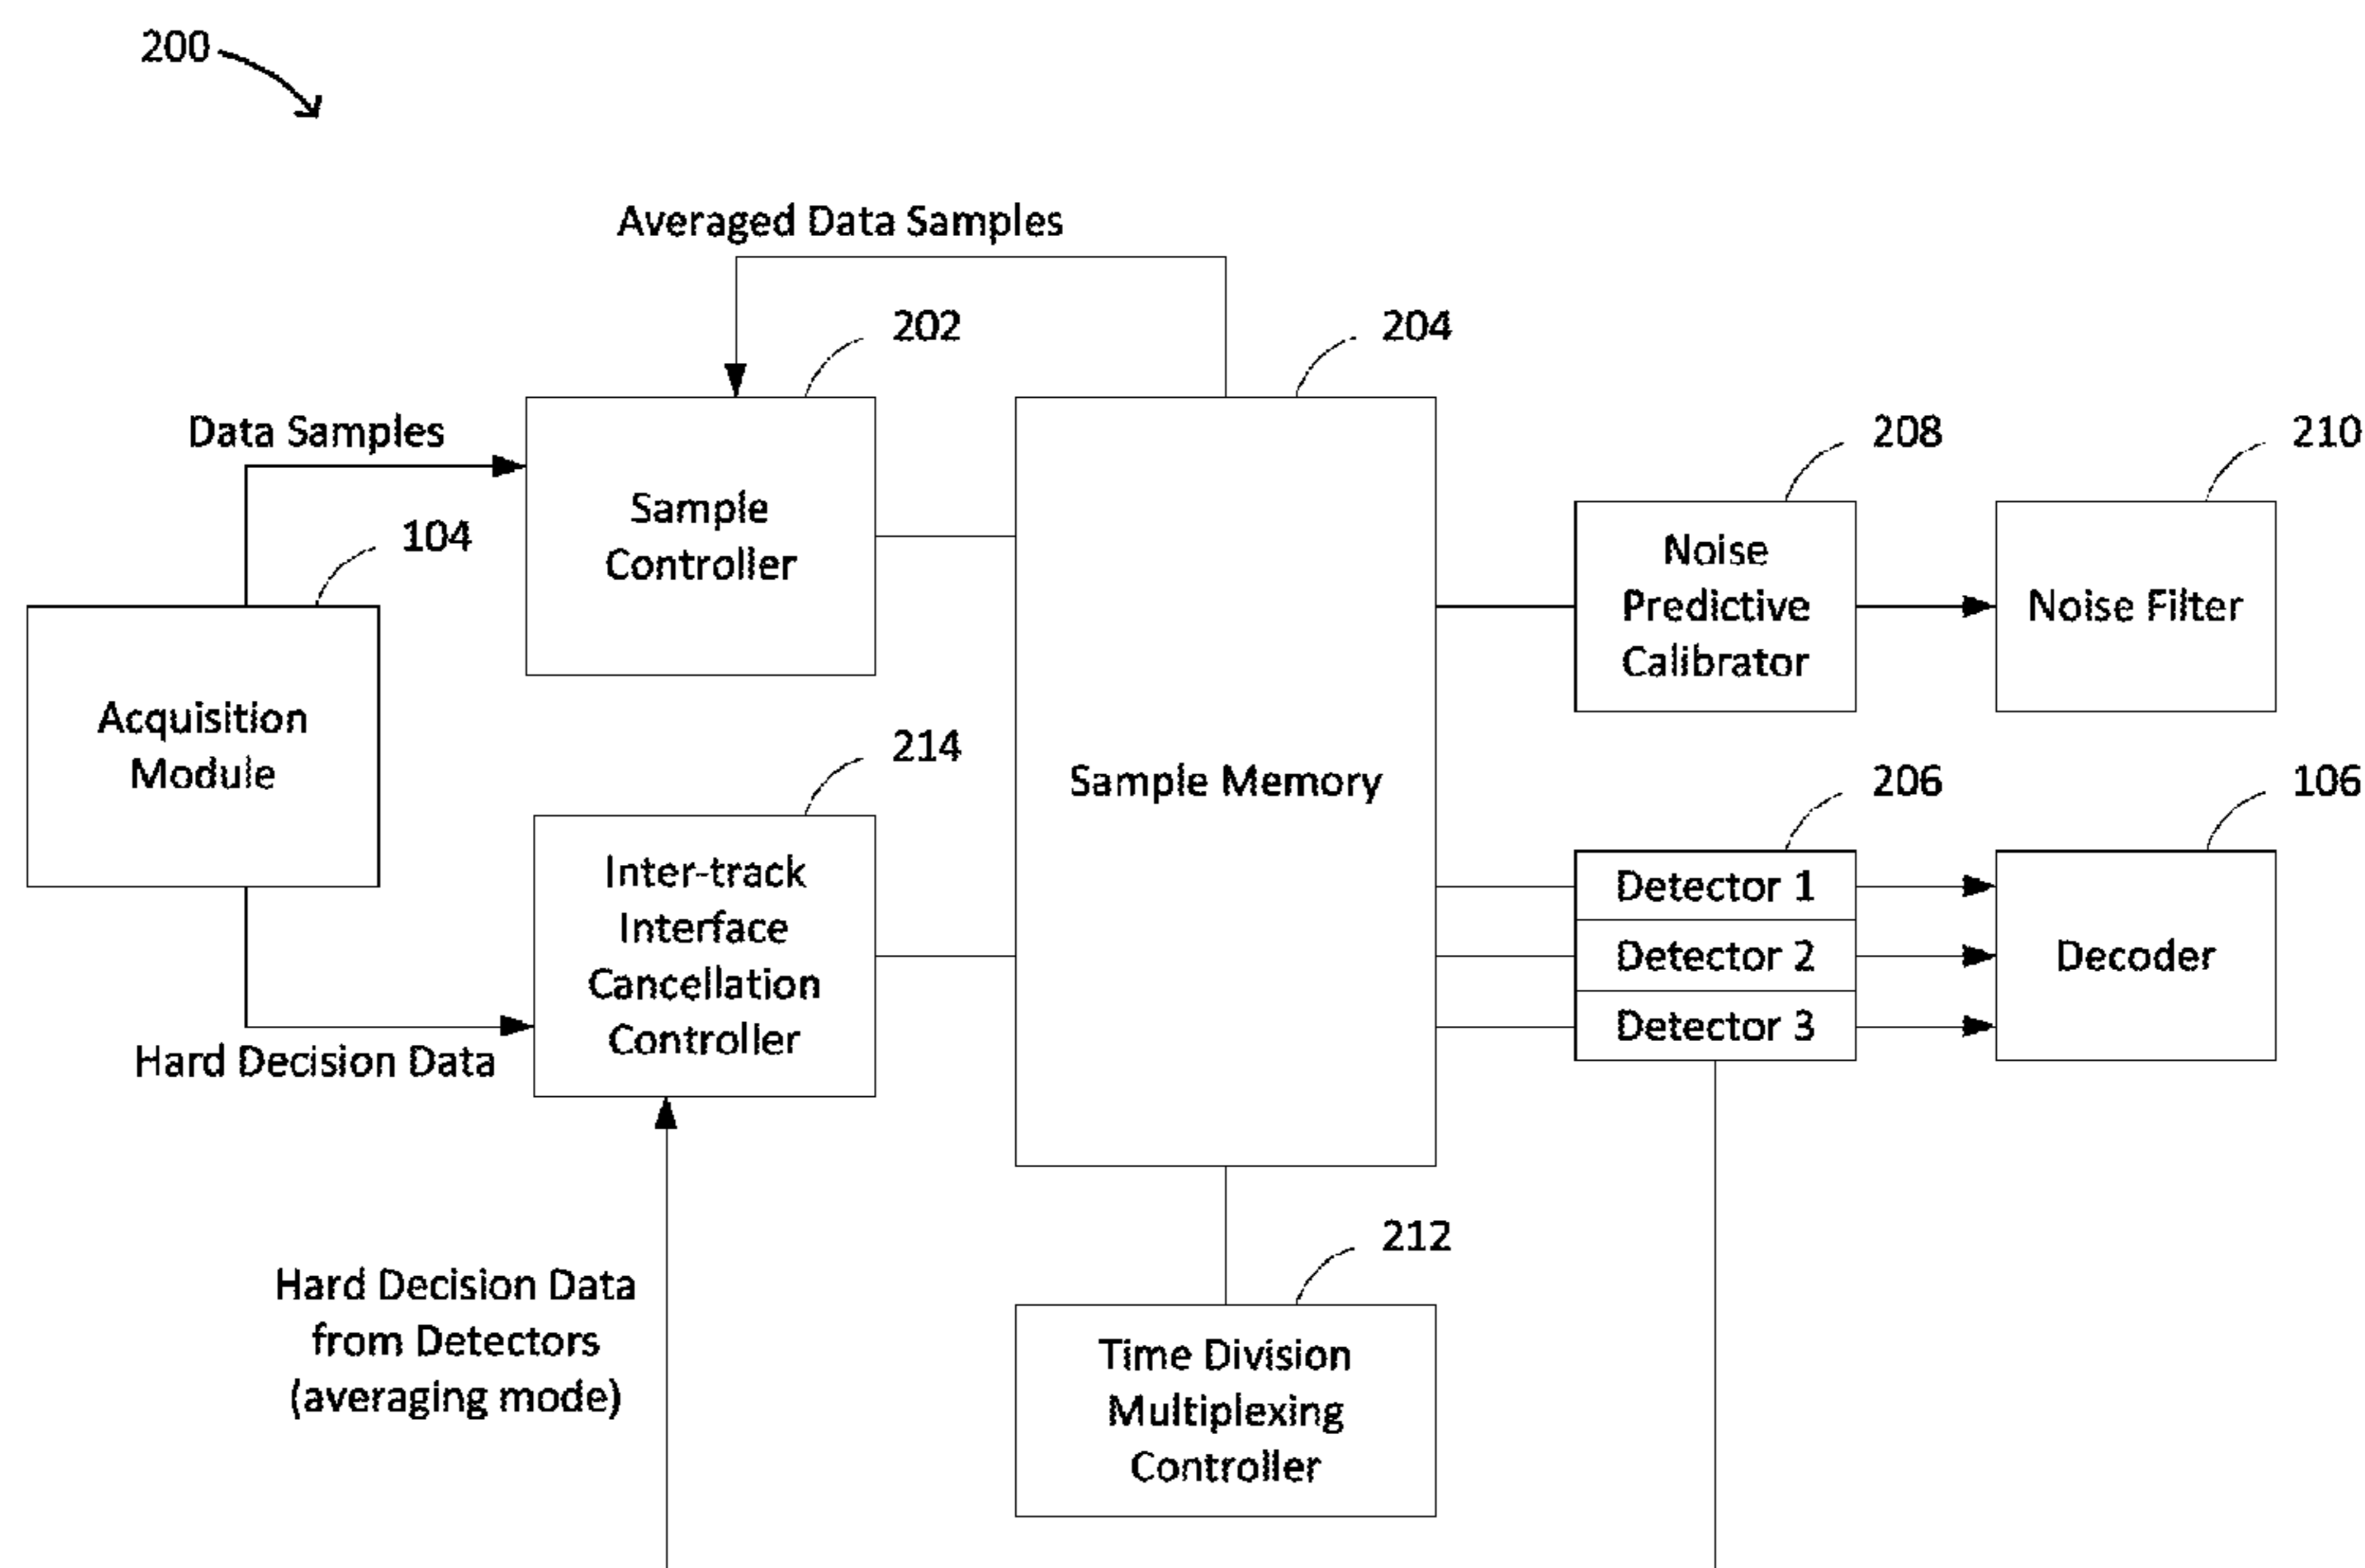 200
Averaged Data Samples
202
204
Data Samples
208
210
104
Sample
Controller
Noise
Predictive
Calibrator
Noise Filter
Acquisition
Module
214
Sample Memory
206
106
Inter-track
Interface
Cancellation
Controller
Detector 1
Detector 2
Detector 3
Decoder
Hard Decision Data
212
Hard Decision Data
from Detectors
(averaging mode)
Time Division
Multiplexing
Controller